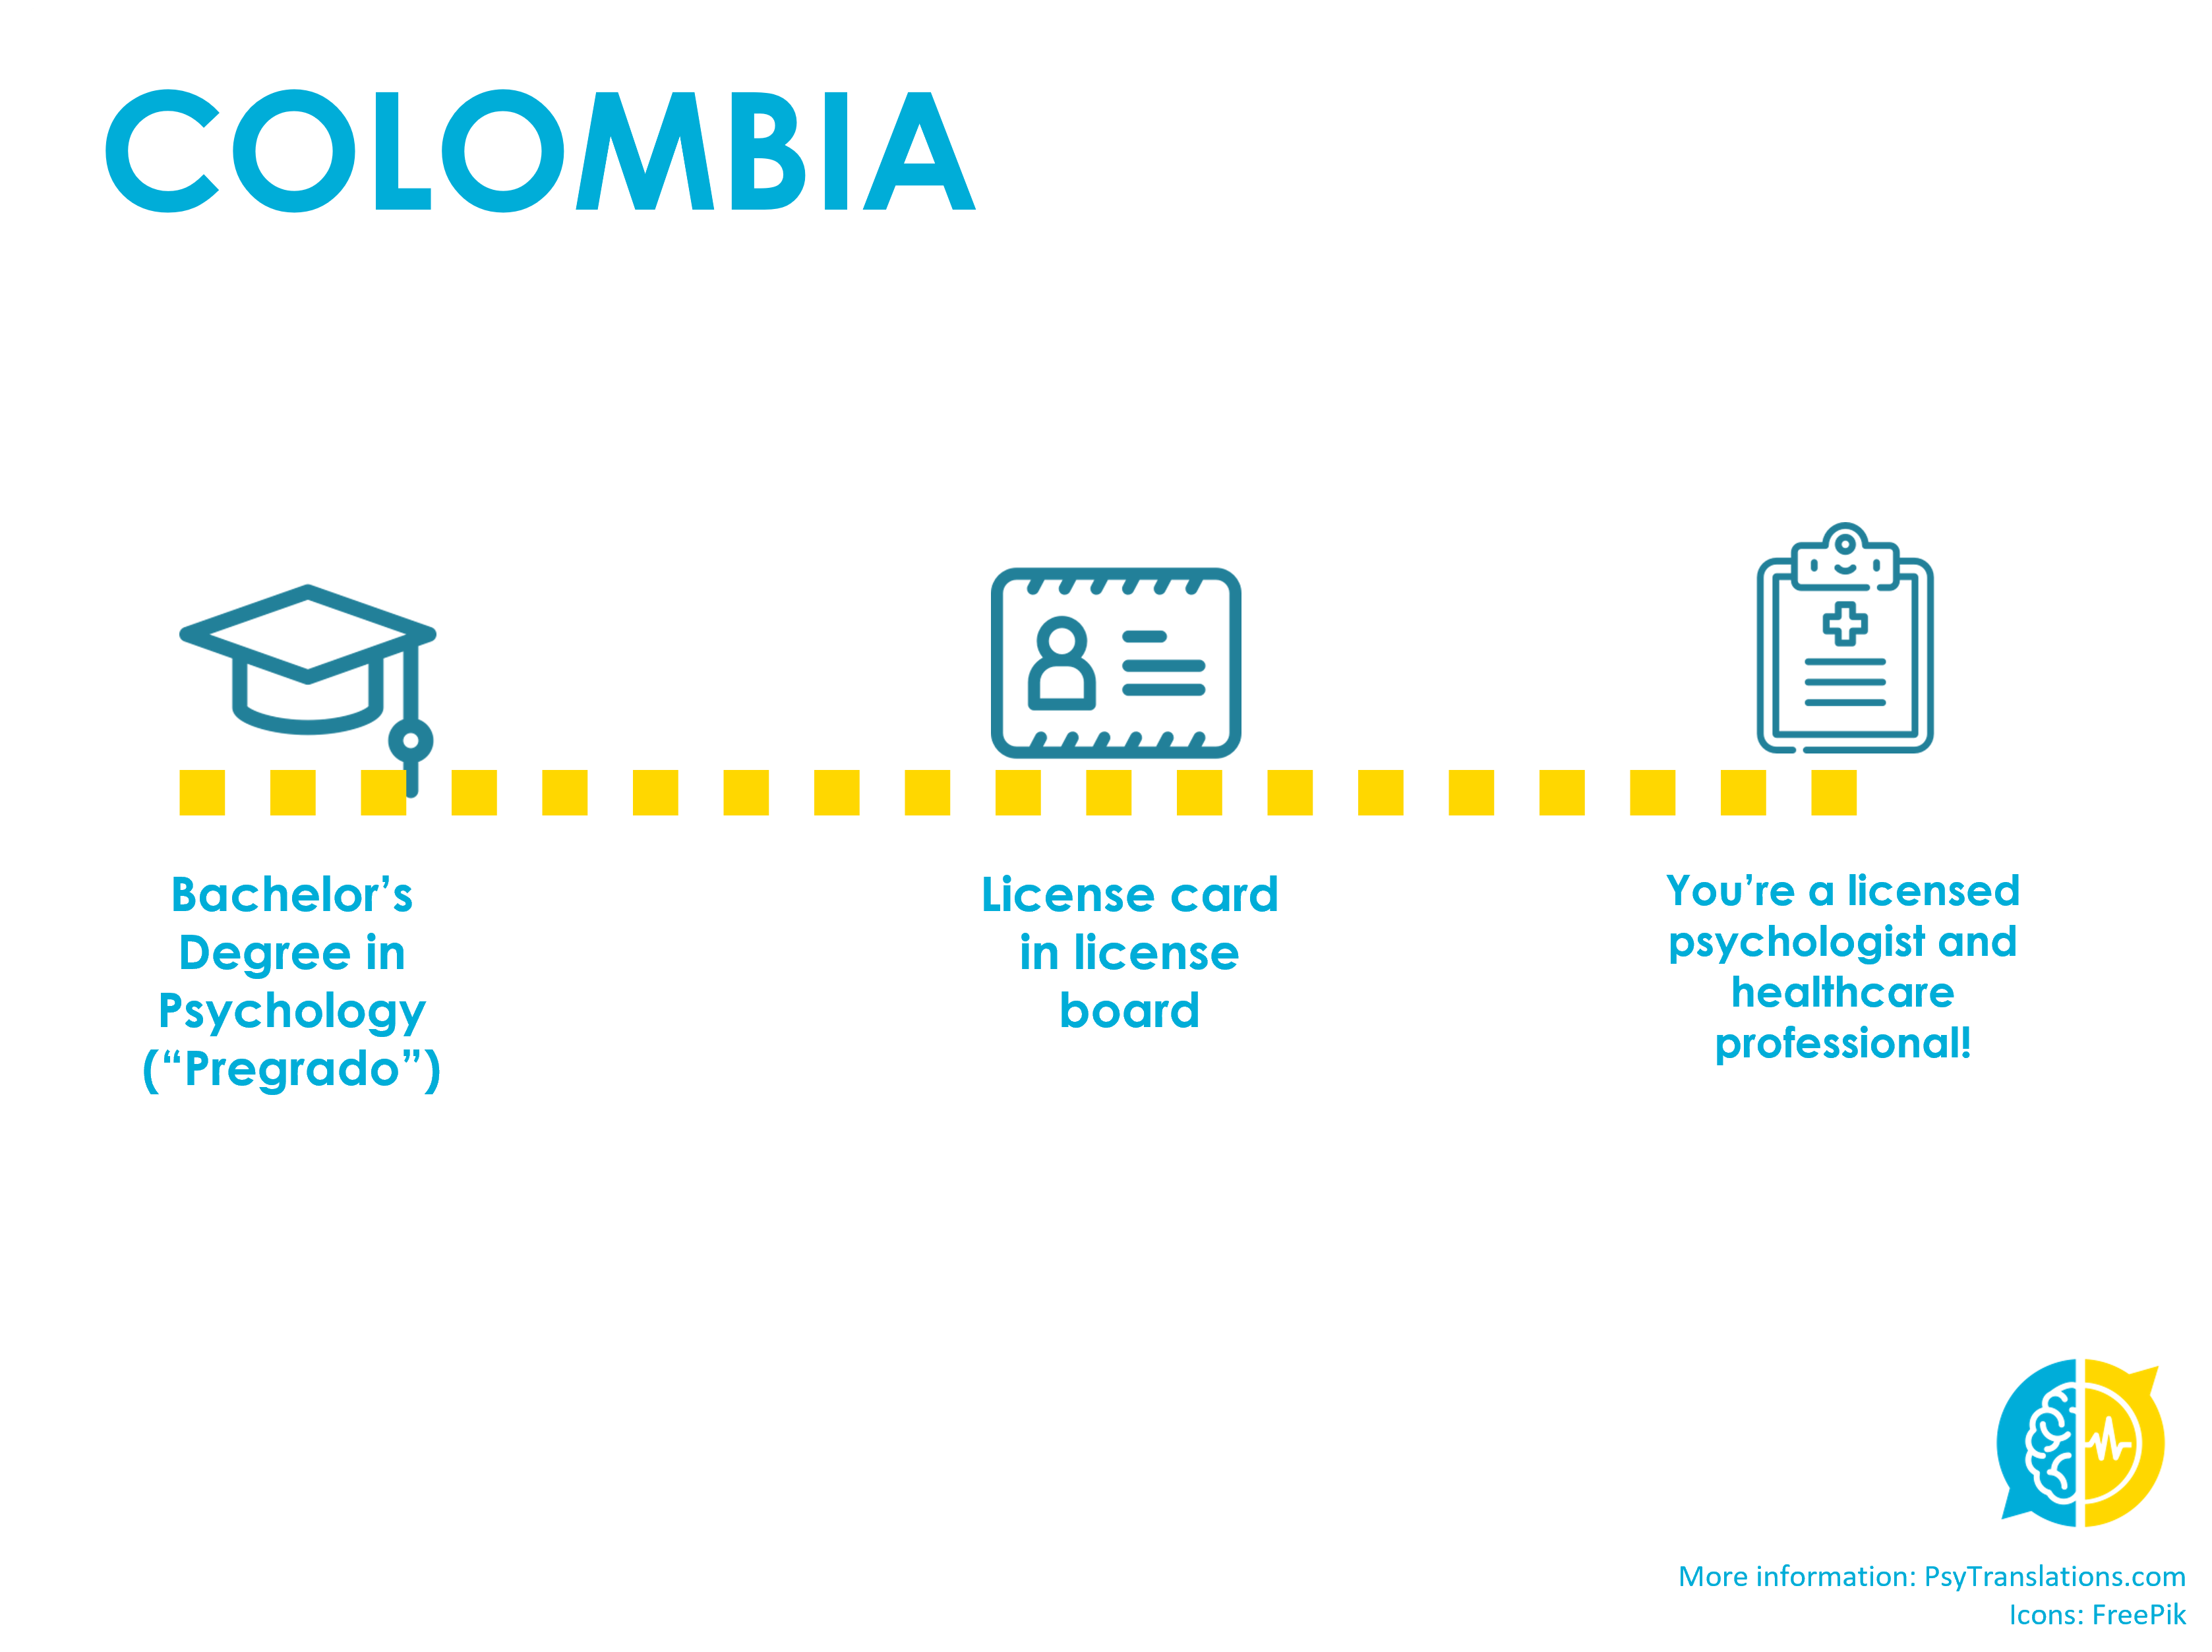 COLOMBIA
Bachelor’s
Degree in
Psychology
(“Pregrado”)
License card
in license
board
You’re a licensed
psychologist and
healthcare
professional!
More information: PsyTranslations.com
Icons: FreePik